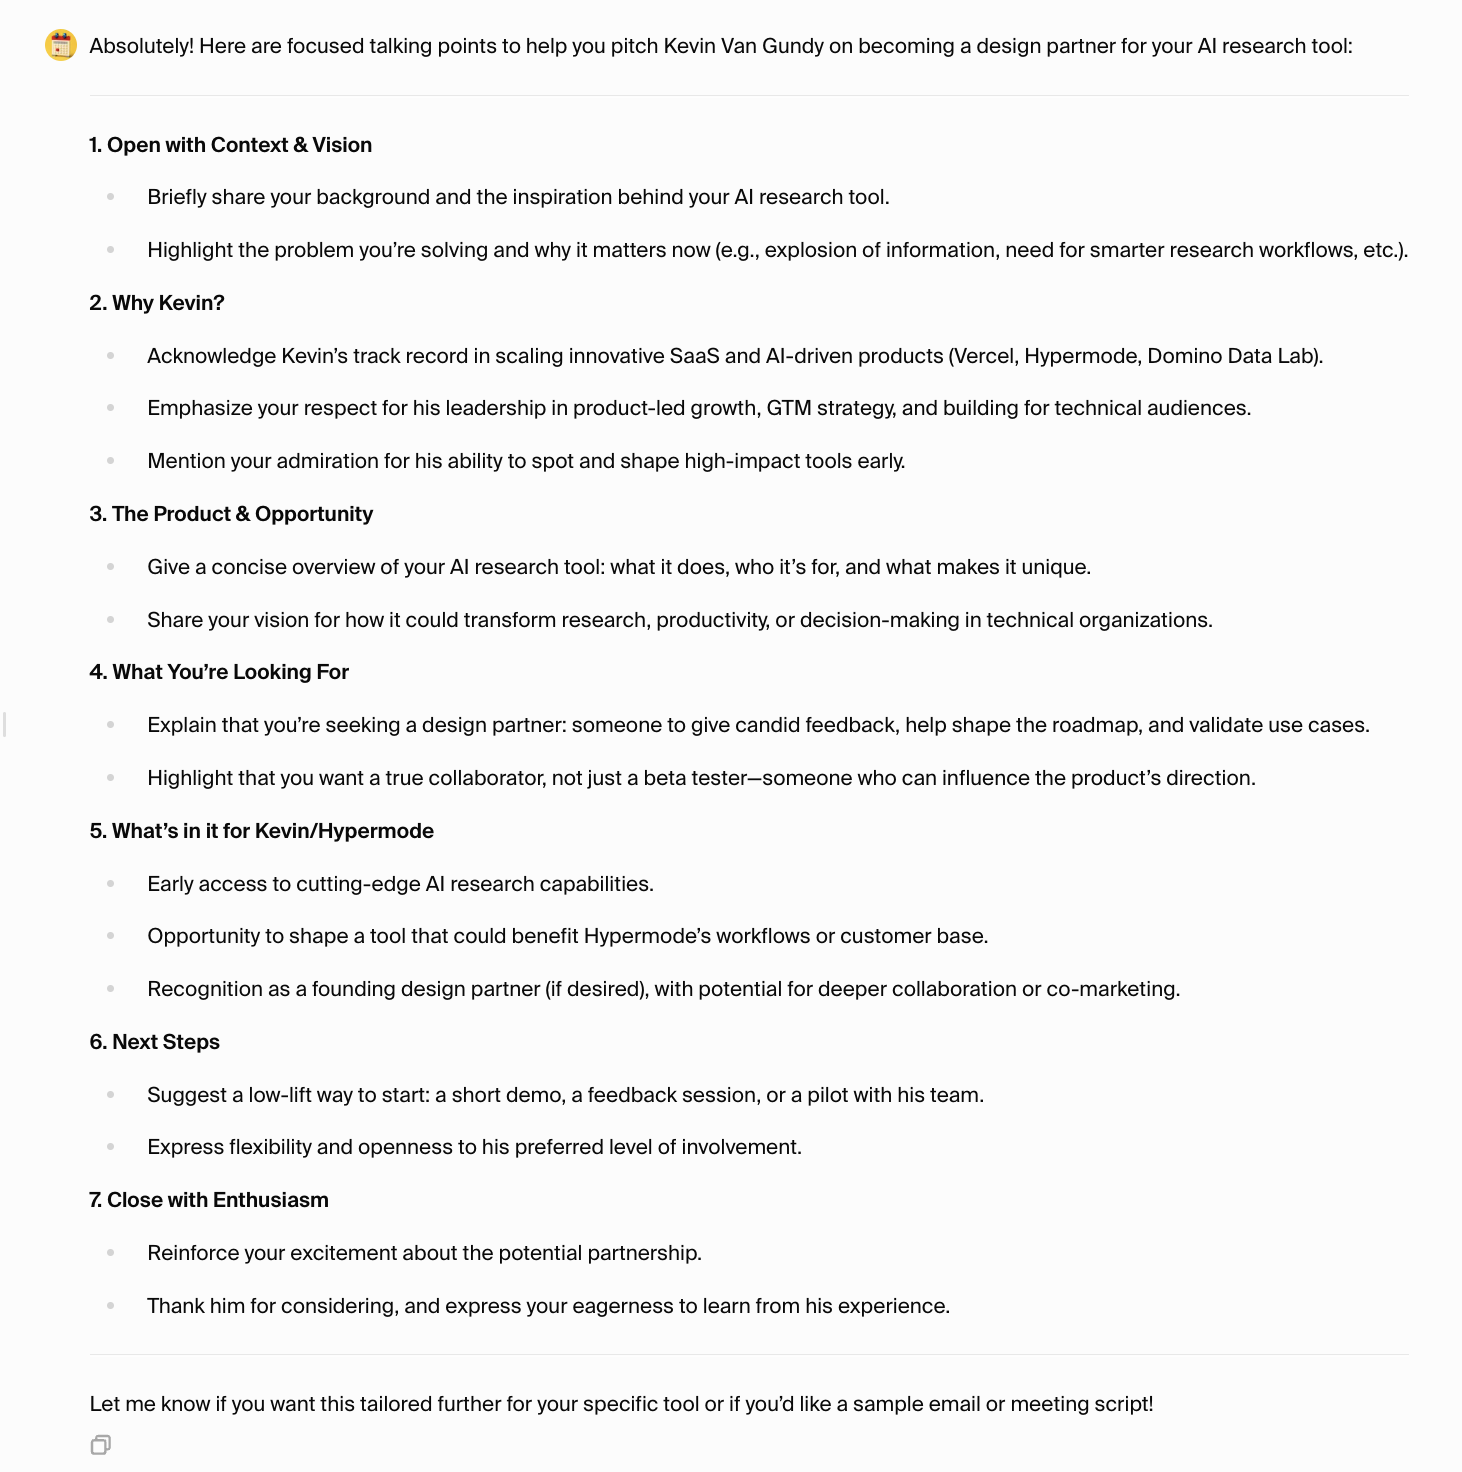 Absolutely! Here are focused talking points to help you pitch Kevin Van Gundy on becoming a design partner for your AI research tool:
1. Open with Context & Vision
Briefly share your background and the inspiration behind your AI research tool.
Highlight the problem you’re solving and why it matters now (e.g., explosion of information, need for smarter research workflows, etc.).
2. Why Kevin?
Acknowledge Kevin’s track record in scaling innovative SaaS and AI-driven products (Vercel, Hypermode, Domino Data Lab).
Emphasize your respect for his leadership in product-led growth, GTM strategy, and building for technical audiences.
Mention your admiration for his ability to spot and shape high-impact tools early.
3. The Product & Opportunity
Give a concise overview of your AI research tool: what it does, who it’s for, and what makes it unique.
Share your vision for how it could transform research, productivity, or decision-making in technical organizations.
4. What You’re Looking For
Explain that you’re seeking a design partner: someone to give candid feedback, help shape the roadmap, and validate use cases.
Highlight that you want a true collaborator, not just a beta tester—someone who can influence the product’s direction.
5. What’s in it for Kevin/Hypermode
Early access to cutting-edge AI research capabilities.
Opportunity to shape a tool that could benefit Hypermode’s workflows or customer base.
Recognition as a founding design partner (if desired), with potential for deeper collaboration or co-marketing.
6. Next Steps
Suggest a low-lift way to start: a short demo, a feedback session, or a pilot with his team.
Express flexibility and openness to his preferred level of involvement.
7. Close with Enthusiasm
Reinforce your excitement about the potential partnership.
Thank him for considering, and express your eagerness to learn from his experience.
Let me know if you want this tailored further for your specific tool or if you’d like a sample email or meeting script!